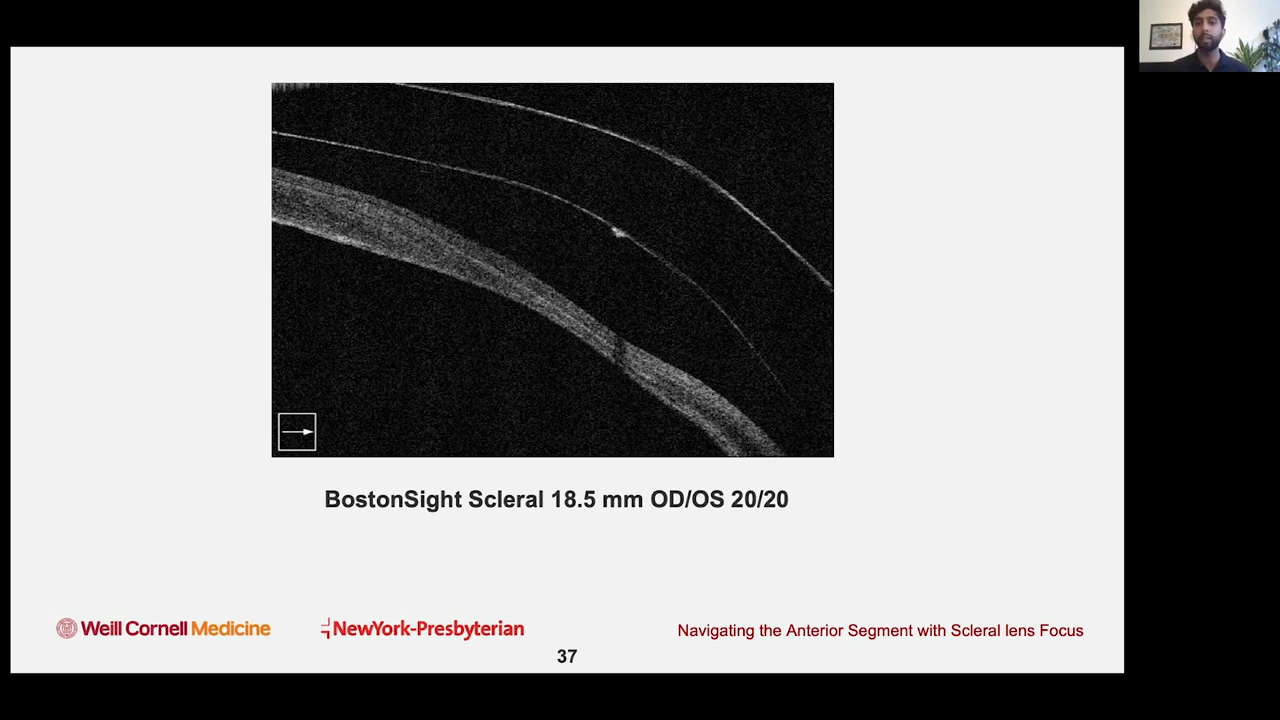 BostonSight Scleral 18.5 mm OD/OS 20/20
Weill Cornell Medicine
NewYork-Presbyterian
Navigating the Anterior Segment with Scleral lens Focus
37